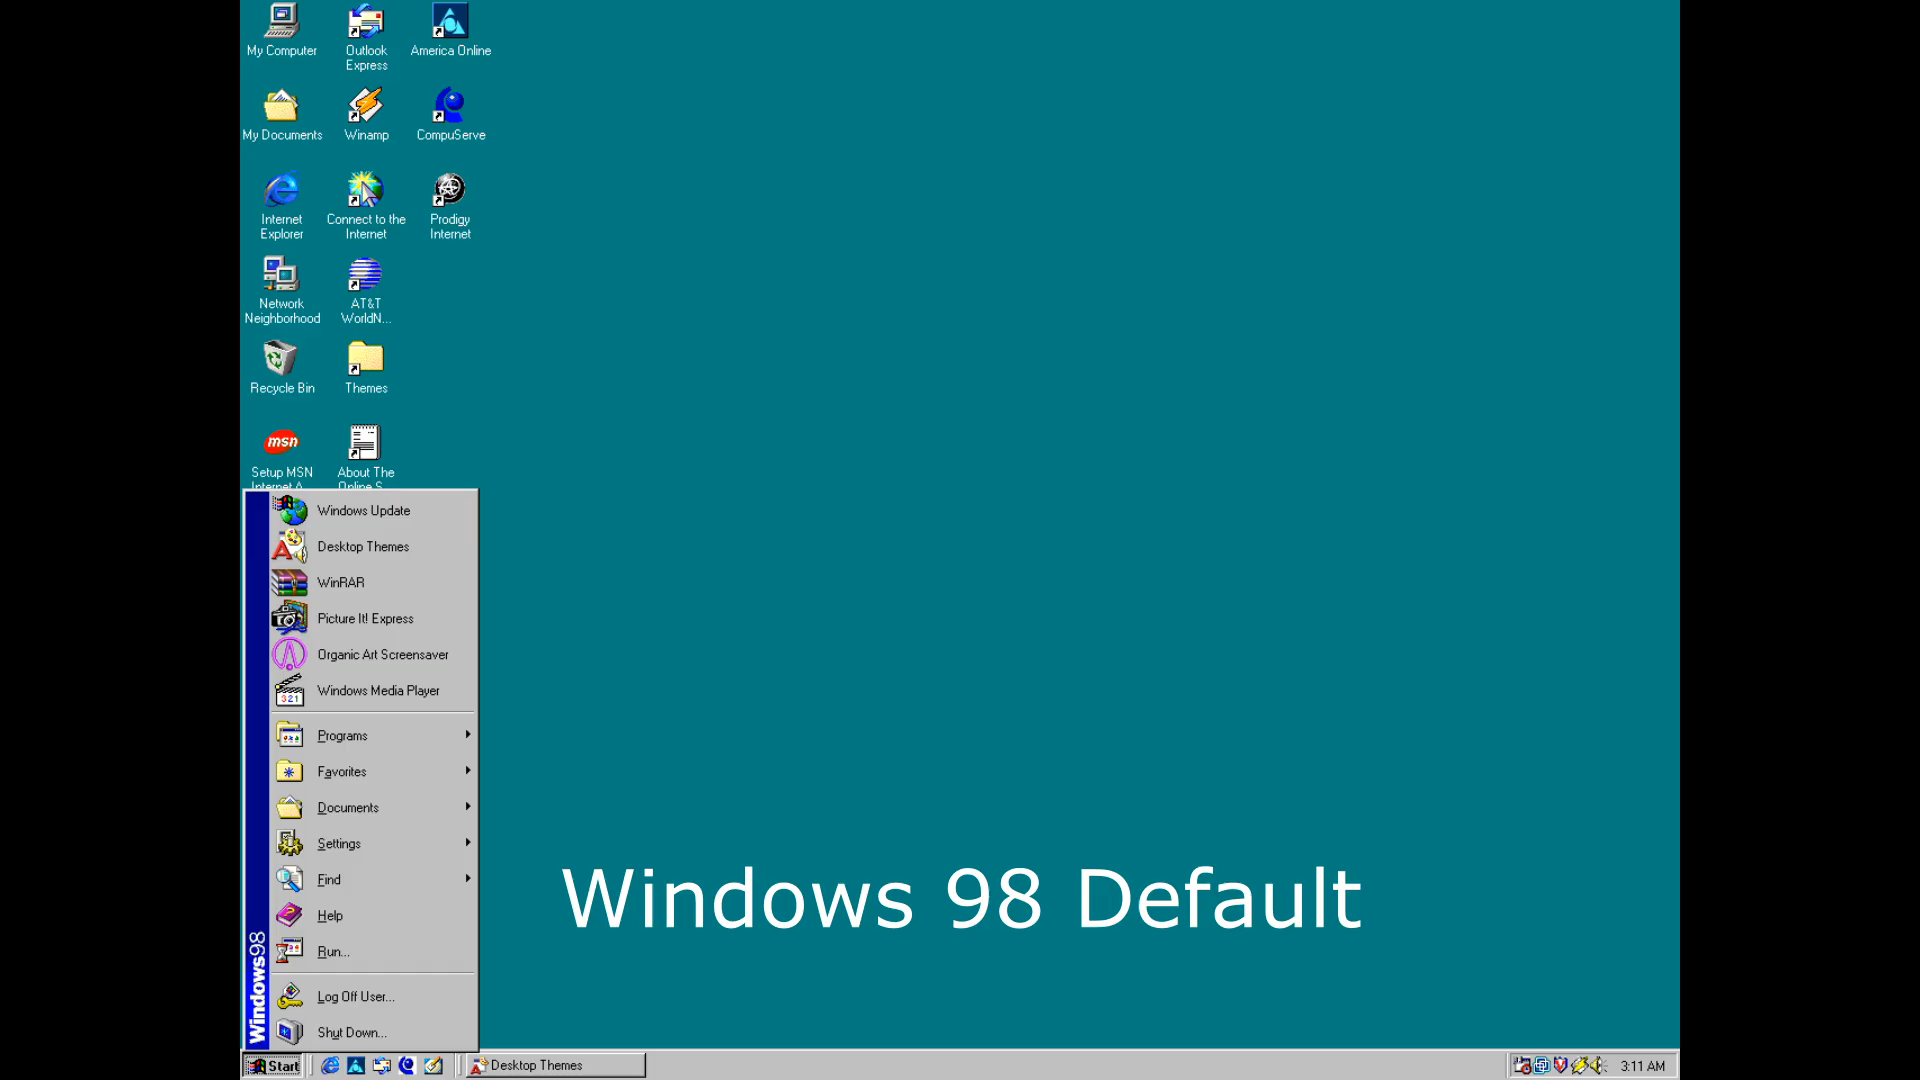 My Computer
Outlook
Express
America Online
My Documents
Winamp
CompuServe
Internet
Explorer
Connect to the
Internet
Prodigy
Internet
Network
Neighborhood
AT&T
WorldN...
Recycle Bin
Themes
msn
Setup MSN
Internet A...
About The
Online S...
Windows Update
Desktop Themes
WinRAR
Picture It! Express
Organic Art Screensaver
Windows Media Player
Programs
Favorites
Documents
Settings
Find
Help
Run...
Log Off User...
Shut Down...
Windows98
Windows 98 Default
Start
Desktop Themes
3:11 AM